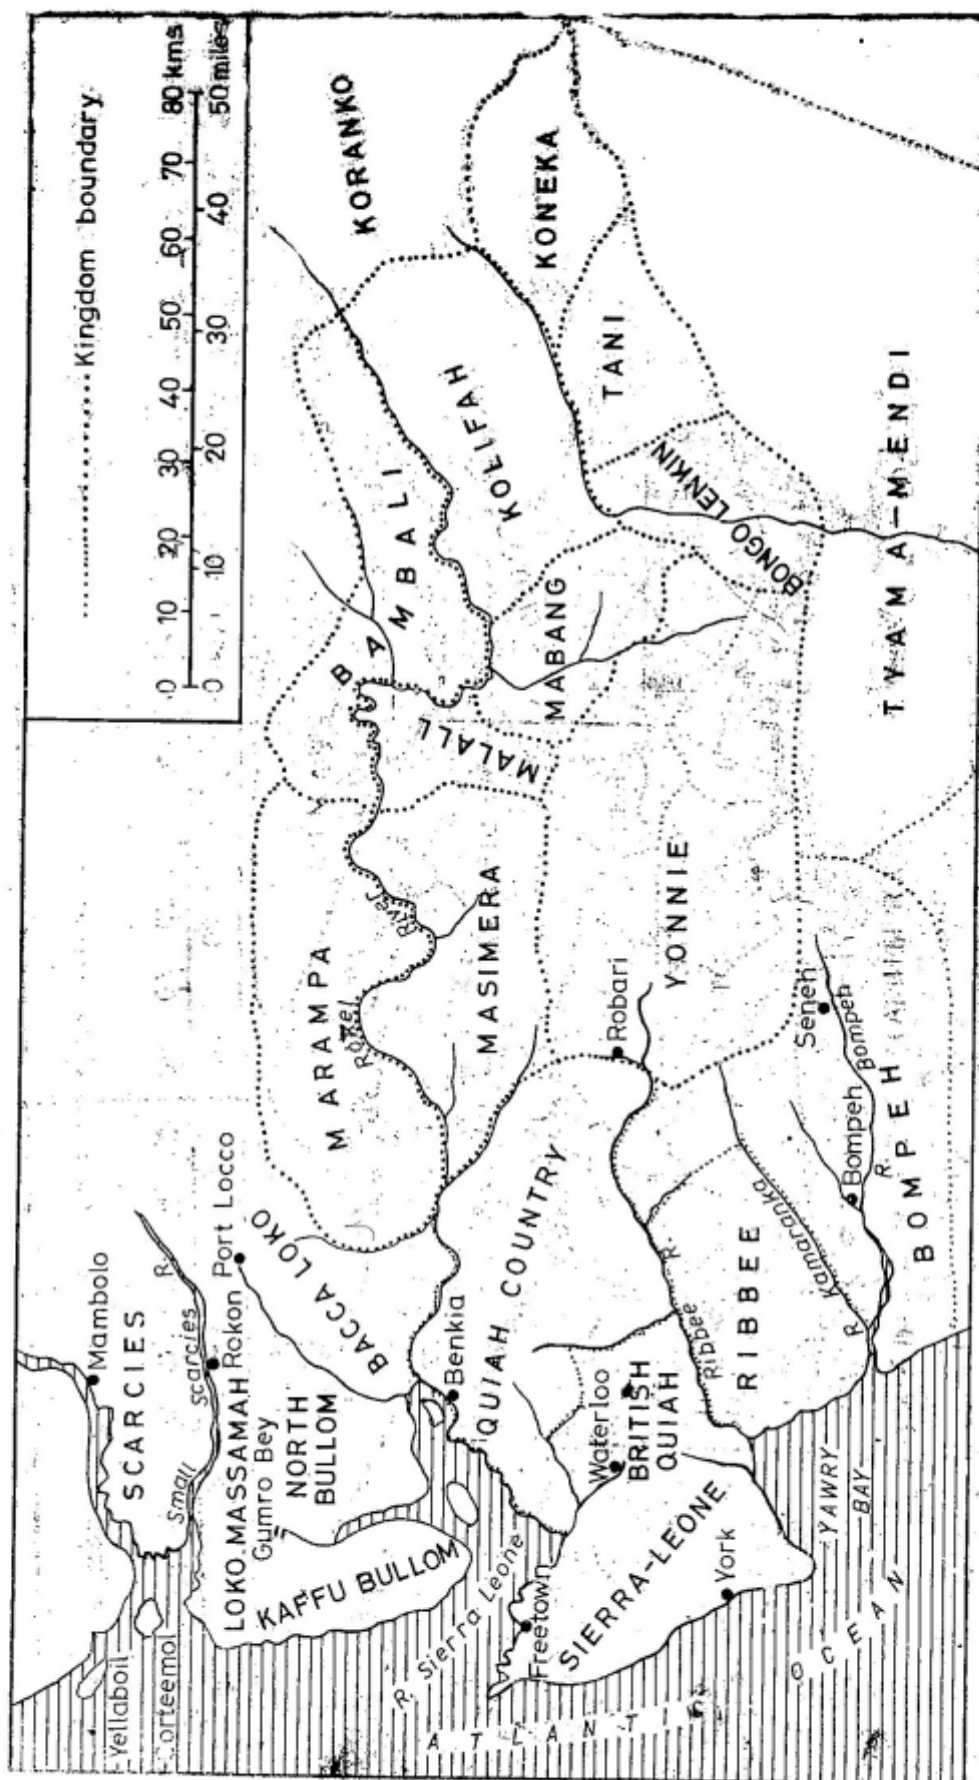 Kingdom boundary
0 10 20 30 40 50 60 70 80 kms
0 10 20 30 40 50 miles
Mambolo
SCARCIES
Small Scarcies R.
Yellaboil
Corteemol
Rokon
Port Locco
LOKO MASSAMAH
Gumro Bey
NORTH
BULLOM
KAFFU BULLOM
BACCA LOKO
MARAMPA
Rokel River
BAMBALI
KORANKO
MALALL
KOLIFAH
KONEKA
MASIMERA
MABANG
TANI
BONGO LENKIN
R. Sierra Leone
Benkia
QUIAH COUNTRY
Freetown
Waterloo
BRITISH
QUIAH
SIERRA-LEONE
York
Robari
YONNIE
Ribbee R.
RIBBEE
Kamaranka R.
Seneh
Bompeh
Bompeh R.
BOMPEH
TYAMA-MENDI
YAWRY
BAY
ATLANTIC OCEAN